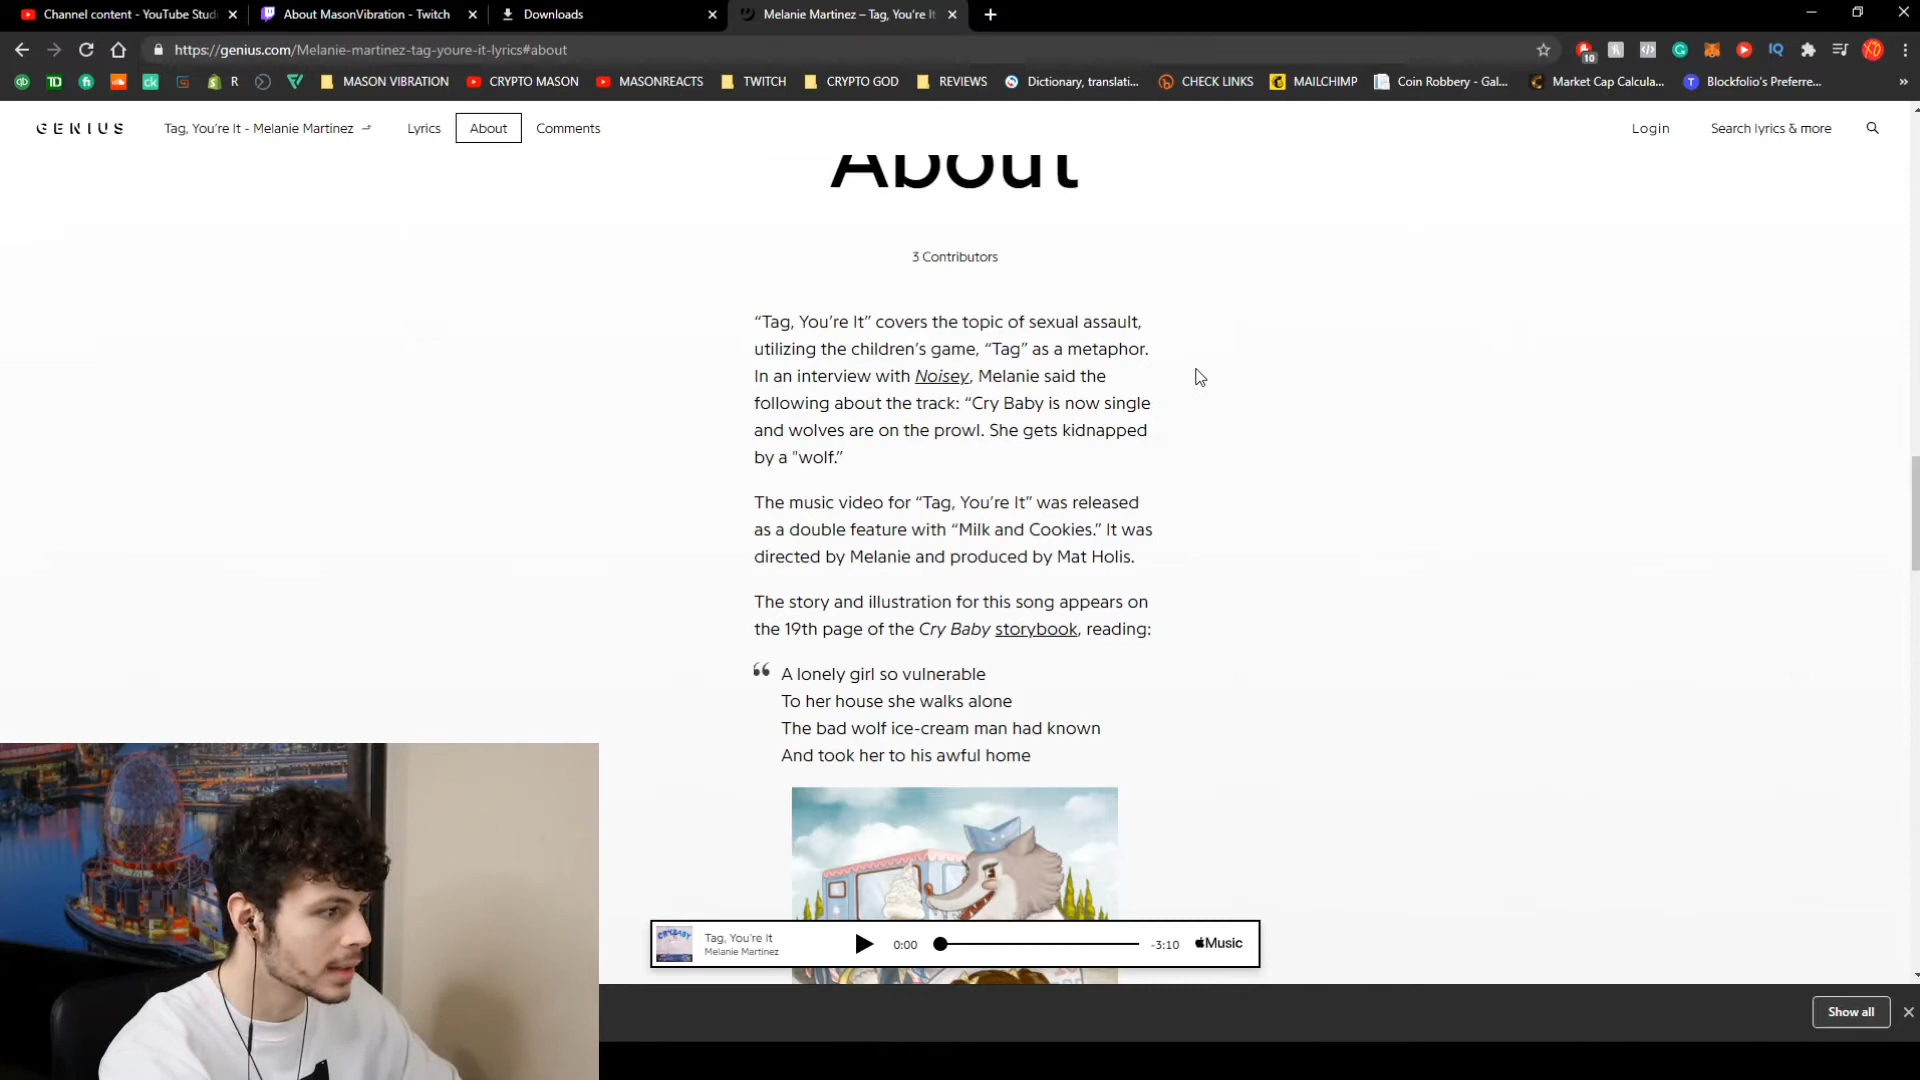 Channel content - YouTube Studi
About MasonVibration - Twitch
Downloads
Melanie Martinez – Tag, You're It
https://genius.com/Melanie-martinez-tag-youre-it-lyrics#about
10
R
MASON VIBRATION
CRYPTO MASON
MASONREACTS
TWITCH
CRYPTO GOD
REVIEWS
Dictionary, translati...
CHECK LINKS
MAILCHIMP
Coin Robbery - Gal...
Market Cap Calcula...
Blockfolio's Preferre...
GENIUS
Tag, You're It - Melanie Martinez
Lyrics
About
Comments
Login
Search lyrics & more
About
3 Contributors
“Tag, You’re It” covers the topic of sexual assault,
utilizing the children’s game, “Tag” as a metaphor.
In an interview with Noisey, Melanie said the
following about the track: “Cry Baby is now single
and wolves are on the prowl. She gets kidnapped
by a "wolf.”
The music video for “Tag, You’re It” was released
as a double feature with “Milk and Cookies.” It was
directed by Melanie and produced by Mat Holis.
The story and illustration for this song appears on
the 19th page of the Cry Baby storybook, reading:
“ A lonely girl so vulnerable
To her house she walks alone
The bad wolf ice-cream man had known
And took her to his awful home
CRYBABY
Tag, You're It
Melanie Martinez
0:00
-3:10
Music
Show all